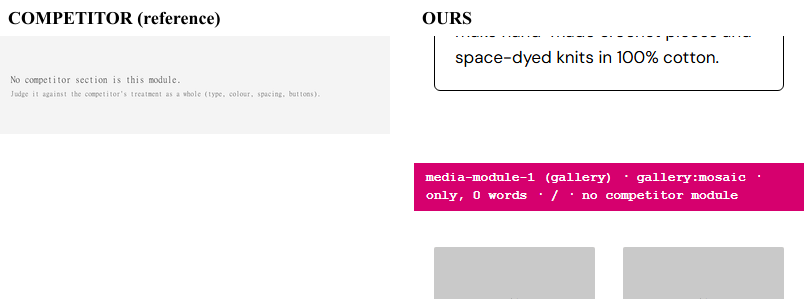 COMPETITOR (reference)
No competitor section is this module.
Judge it against the competitor's treatment as a whole (type, colour, spacing, buttons).
OURS
space-dyed knits in 100% cotton.
media-module-1 (gallery) · gallery:mosaic ·
only, 0 words · / · no competitor module